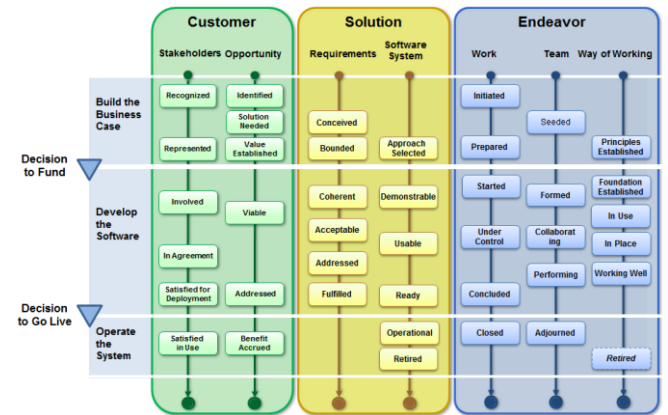 Customer
Solution
Endeavor
Stakeholders
Opportunity
Requirements
Software
System
Work
Team
Way of Working
Build the
Business
Case
Recognized
Identified
Solution
Needed
Represented
Value
Established
Conceived
Bounded
Approach
Selected
Initiated
Prepared
Seeded
Principles
Established
Decision
to Fund
Develop
the
Software
Involved
In Agreement
Satisfied for
Deployment
Viable
Addressed
Coherent
Acceptable
Addressed
Fulfilled
Demonstrable
Usable
Ready
Started
Under
Control
Concluded
Formed
Collaborat
ing
Performing
Foundation
Established
In Use
In Place
Working Well
Decision
to Go Live
Operate
the
System
Satisfied
in Use
Benefit
Accrued
Operational
Retired
Closed
Adjourned
Retired